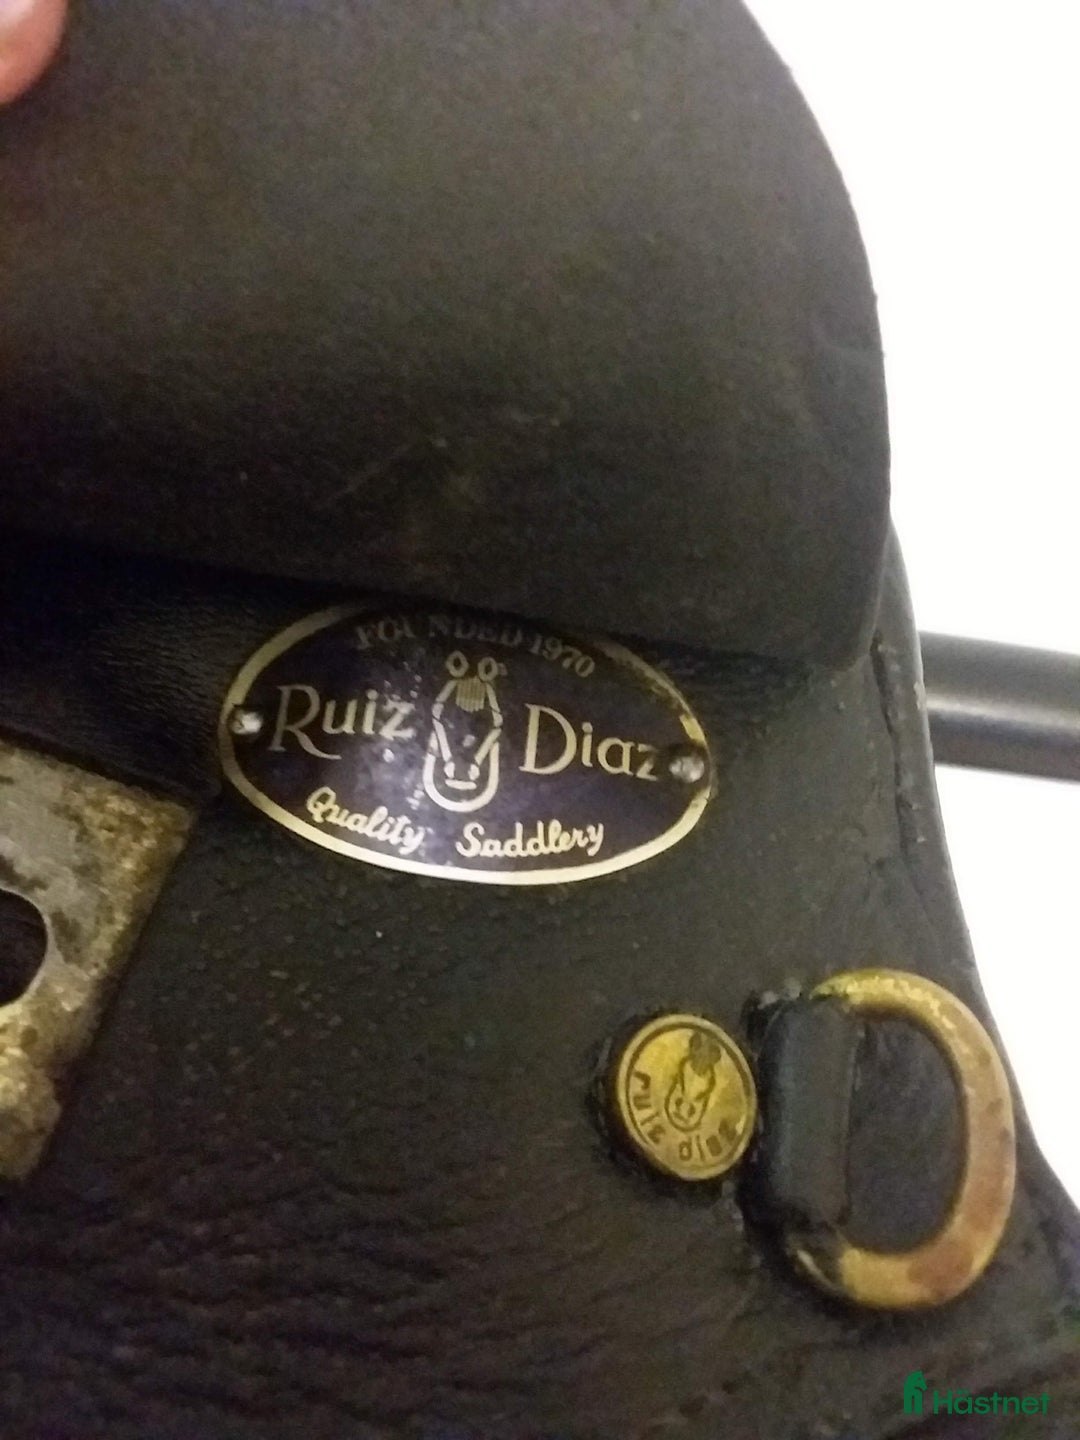 FOUNDED 1970
Ruiz Diaz
Quality Saddlery
ruiz diaz
Hästnet